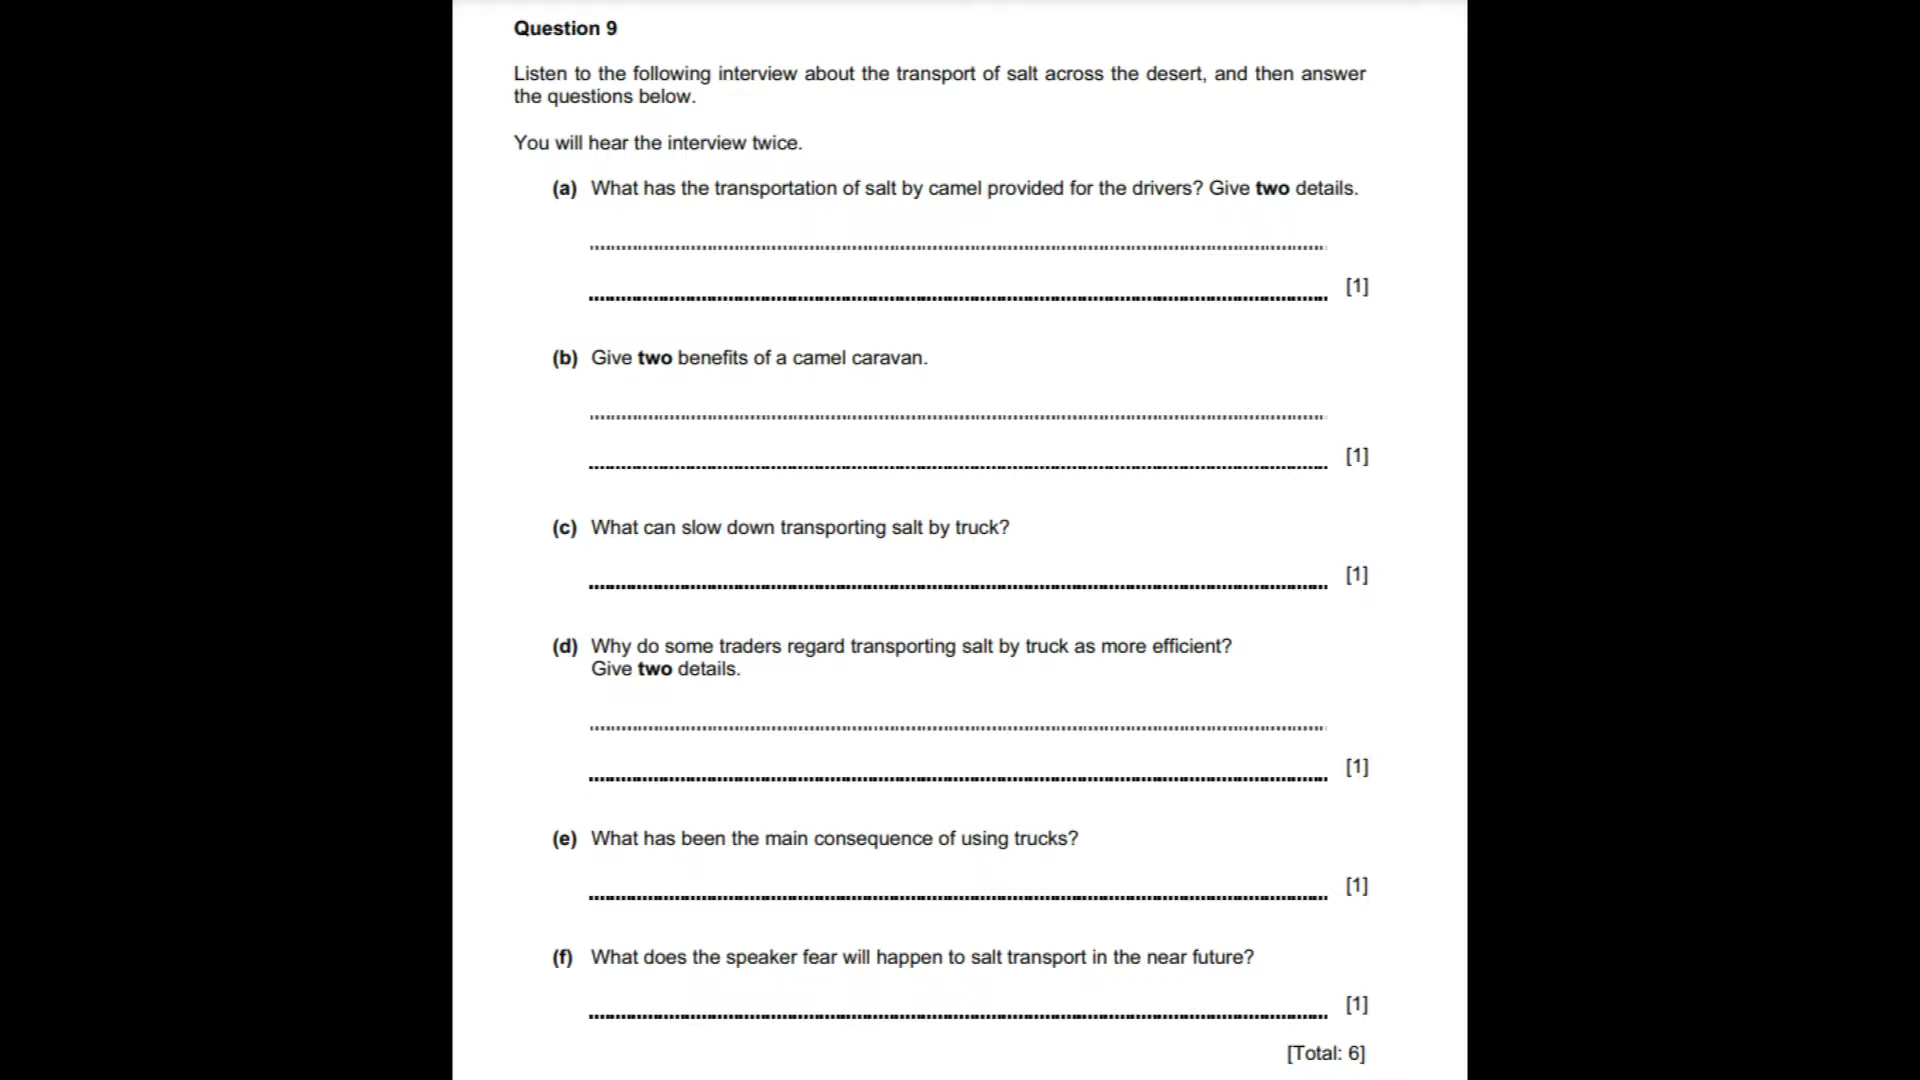 Question 9
Listen to the following interview about the transport of salt across the desert, and then answer
the questions below.
You will hear the interview twice.
(a) What has the transportation of salt by camel provided for the drivers? Give two details.
[1]
(b) Give two benefits of a camel caravan.
[1]
(c) What can slow down transporting salt by truck?
[1]
(d) Why do some traders regard transporting salt by truck as more efficient?
Give two details.
[1]
(e) What has been the main consequence of using trucks?
[1]
(f) What does the speaker fear will happen to salt transport in the near future?
[1]
[Total: 6]